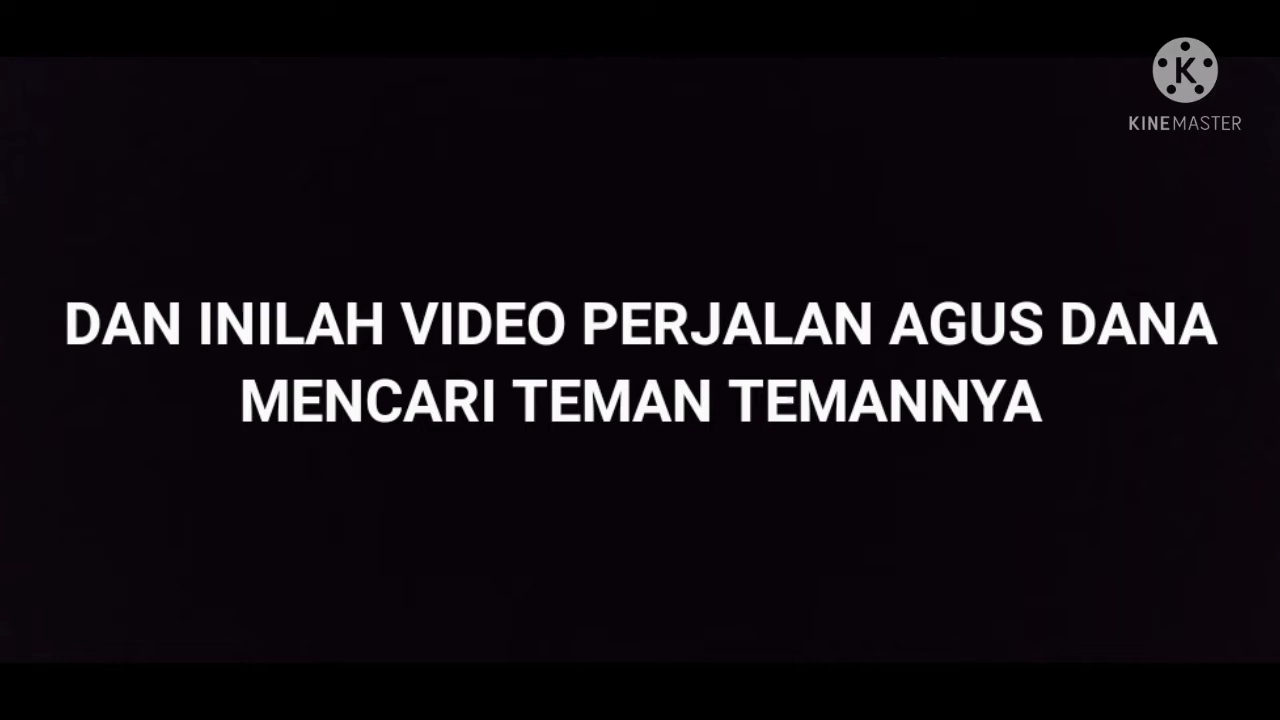 K
KINEMASTER
DAN INILAH VIDEO PERJALAN AGUS DANA
MENCARI TEMAN TEMANNYA